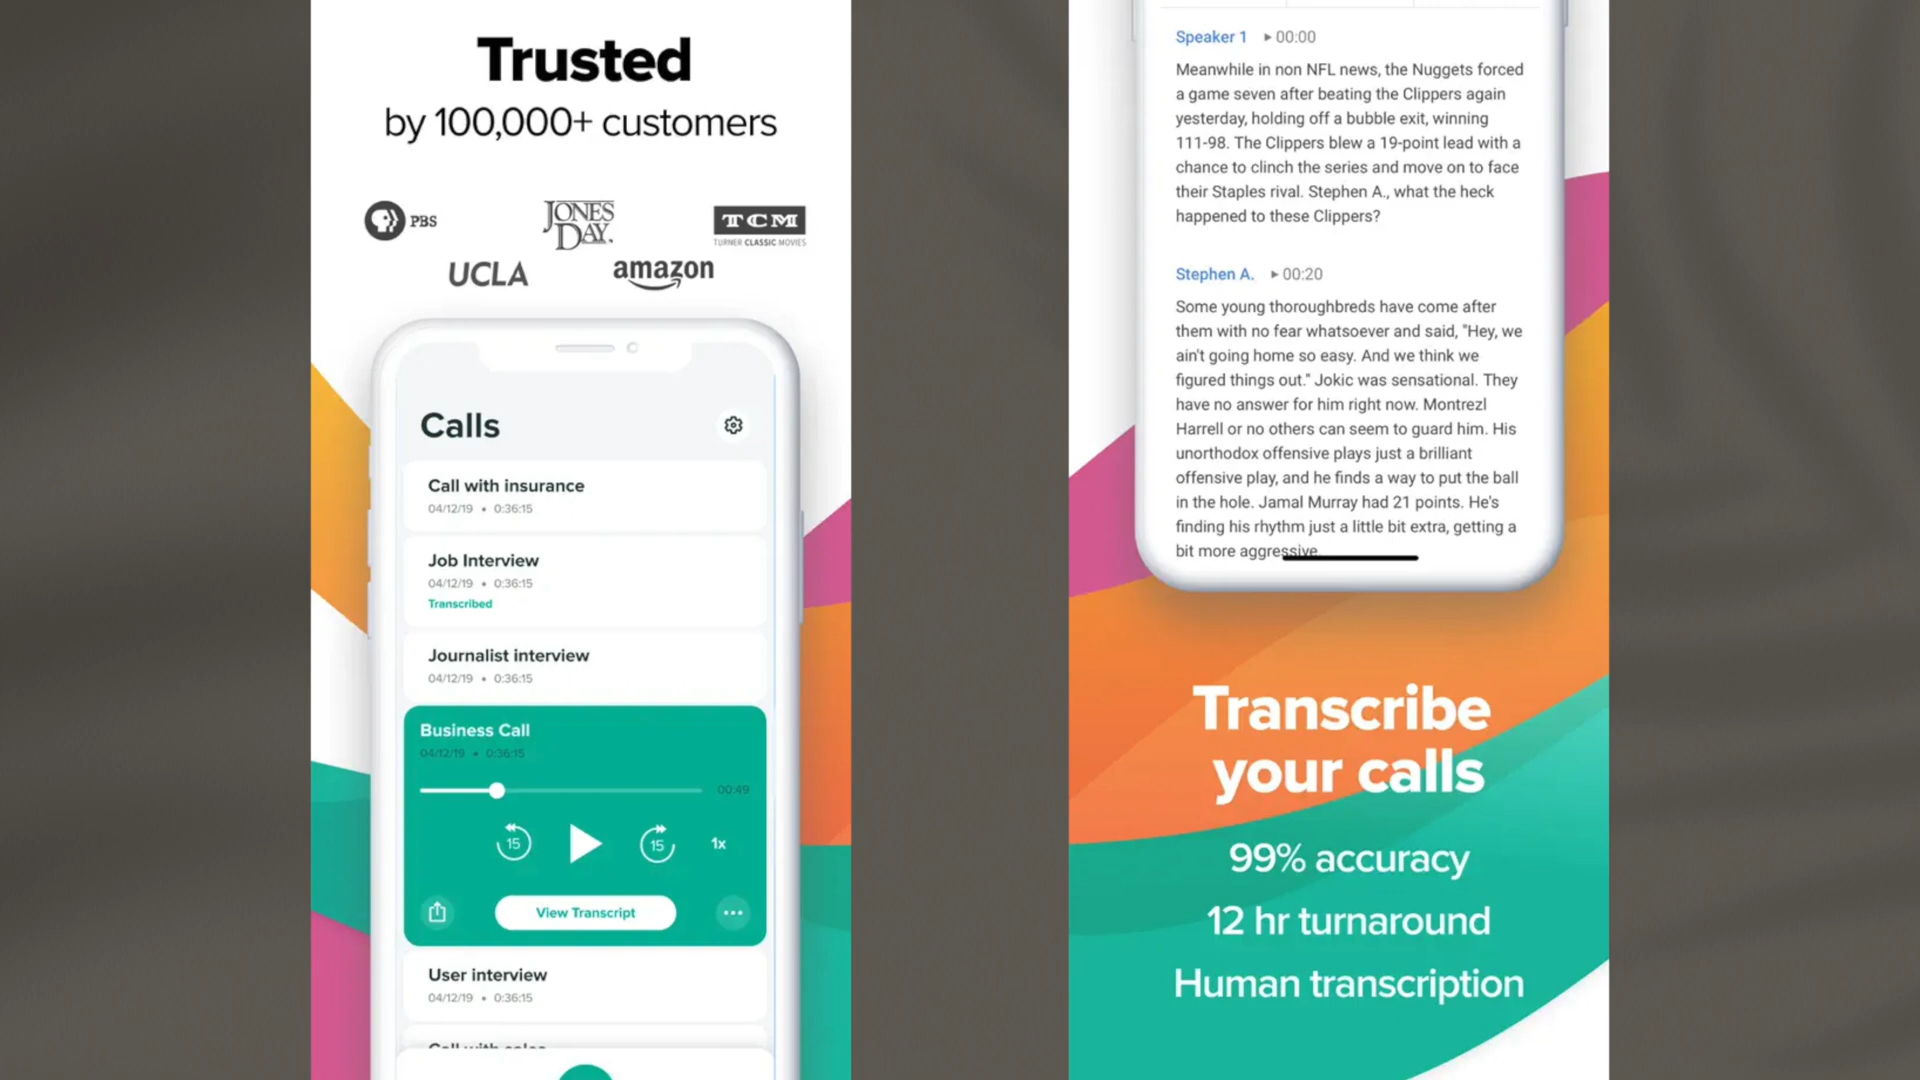 Trusted
by 100,000+ customers
PBS
JONES
DAY.
TCM
TURNER CLASSIC MOVIES
UCLA
amazon
Calls
Call with insurance
04/12/19 • 0:36:15
Job Interview
04/12/19 • 0:36:15
Transcribed
Journalist interview
04/12/19 • 0:36:15
Business Call
04/12/19 • 0:36:15
00:49
15
15
1x
View Transcript
User interview
04/12/19 • 0:36:15
Call with sales
Speaker 1 ▸ 00:00
Meanwhile in non NFL news, the Nuggets forced
a game seven after beating the Clippers again
yesterday, holding off a bubble exit, winning
111-98. The Clippers blew a 19-point lead with a
chance to clinch the series and move on to face
their Staples rival. Stephen A., what the heck
happened to these Clippers?
Stephen A. ▸ 00:20
Some young thoroughbreds have come after
them with no fear whatsoever and said, "Hey, we
ain't going home so easy. And we think we
figured things out." Jokic was sensational. They
have no answer for him right now. Montrezl
Harrell or no others can seem to guard him. His
unorthodox offensive plays just a brilliant
offensive play, and he finds a way to put the ball
in the hole. Jamal Murray had 21 points. He's
finding his rhythm just a little bit extra, getting a
bit more aggressive.
Transcribe
your calls
99% accuracy
12 hr turnaround
Human transcription